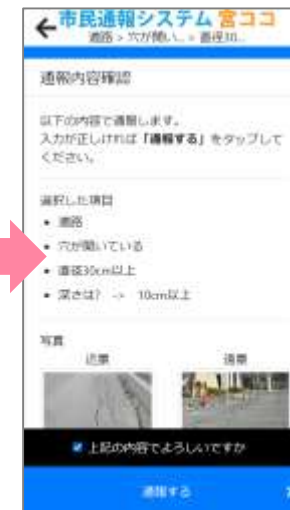 ←市民通報システム 宮ココ
道路 > 穴が開い... > 直径30...
通報内容確認
以下の内容で通報します。
入力が正しければ「通報する」をタップして
ください。
選択した項目
• 道路
• 穴が開いている
• 直径30cm以上
• 深さは? -> 10cm以上
写真
近景 遠景
上記の内容でよろしいですか
通報する